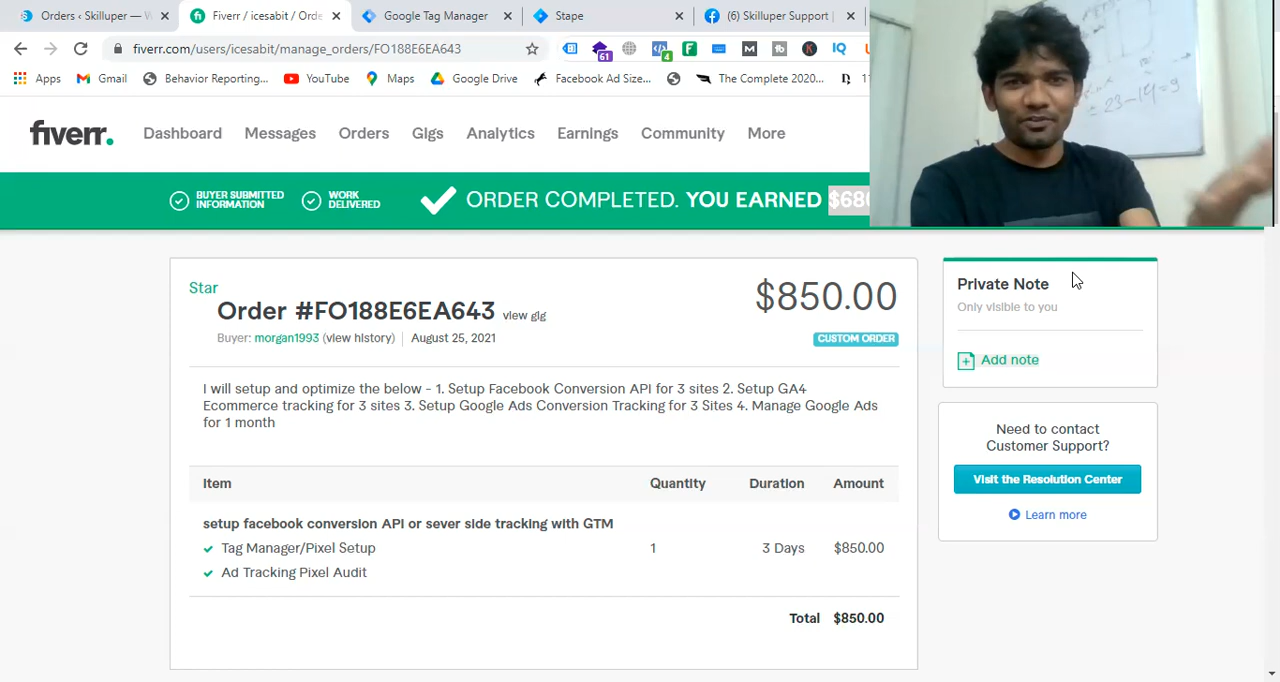 Orders ‹ Skilluper — W
Fiverr / icesabit / Orde
Google Tag Manager
Stape
(6) Skilluper Support |
fiverr.com/users/icesabit/manage_orders/FO188E6EA643
61
4
F
M
tb
K
IQ
Apps
Gmail
Behavior Reporting...
YouTube
Maps
Google Drive
Facebook Ad Size...
The Complete 2020...
23-14=9
fiverr.
Dashboard
Messages
Orders
Gigs
Analytics
Earnings
Community
More
BUYER SUBMITTED
INFORMATION
WORK
DELIVERED
ORDER COMPLETED. YOU EARNED $680
Star
Order #FO188E6EA643 view gig
$850.00
Buyer: morgan1993 (view history) | August 25, 2021
CUSTOM ORDER
I will setup and optimize the below - 1. Setup Facebook Conversion API for 3 sites 2. Setup GA4
Ecommerce tracking for 3 sites 3. Setup Google Ads Conversion Tracking for 3 Sites 4. Manage Google Ads
for 1 month
Item Quantity Duration Amount
setup facebook conversion API or sever side tracking with GTM
Tag Manager/Pixel Setup 1 3 Days $850.00
Ad Tracking Pixel Audit
Total $850.00
Private Note
Only visible to you
Add note
Need to contact
Customer Support?
Visit the Resolution Center
Learn more